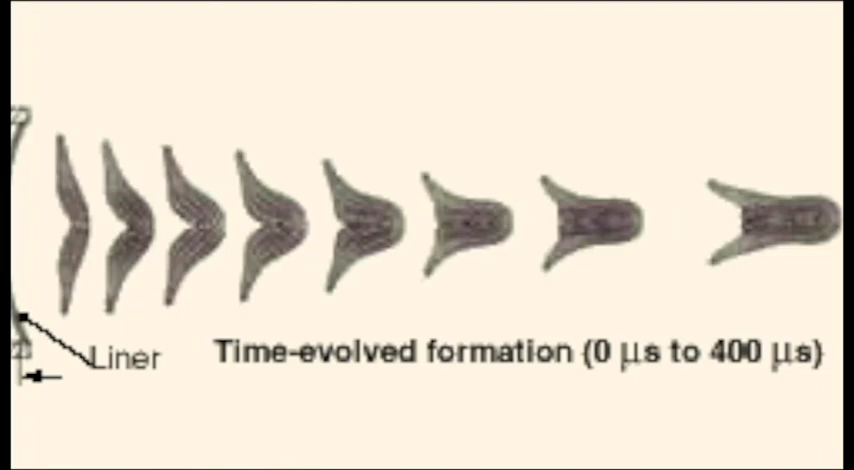 Liner
Time-evolved formation (0 μs to 400 μs)